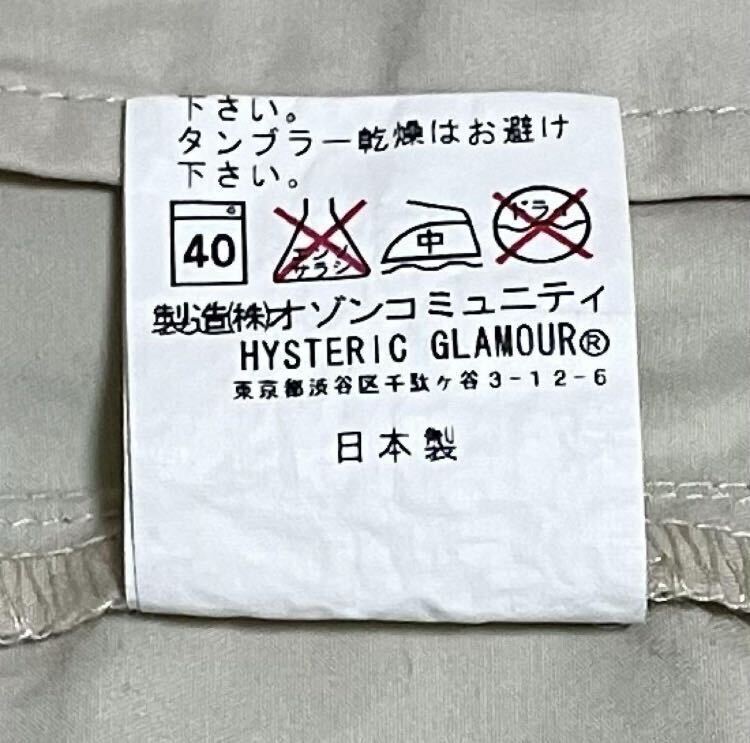 下さい。
タンブラー乾燥はお避け
下さい。
40 エンソ サラシ 中 ドライ
製造(株)オゾンコミュニティ
HYSTERIC GLAMOUR®
東京都渋谷区千駄ヶ谷3-12-6
日本製